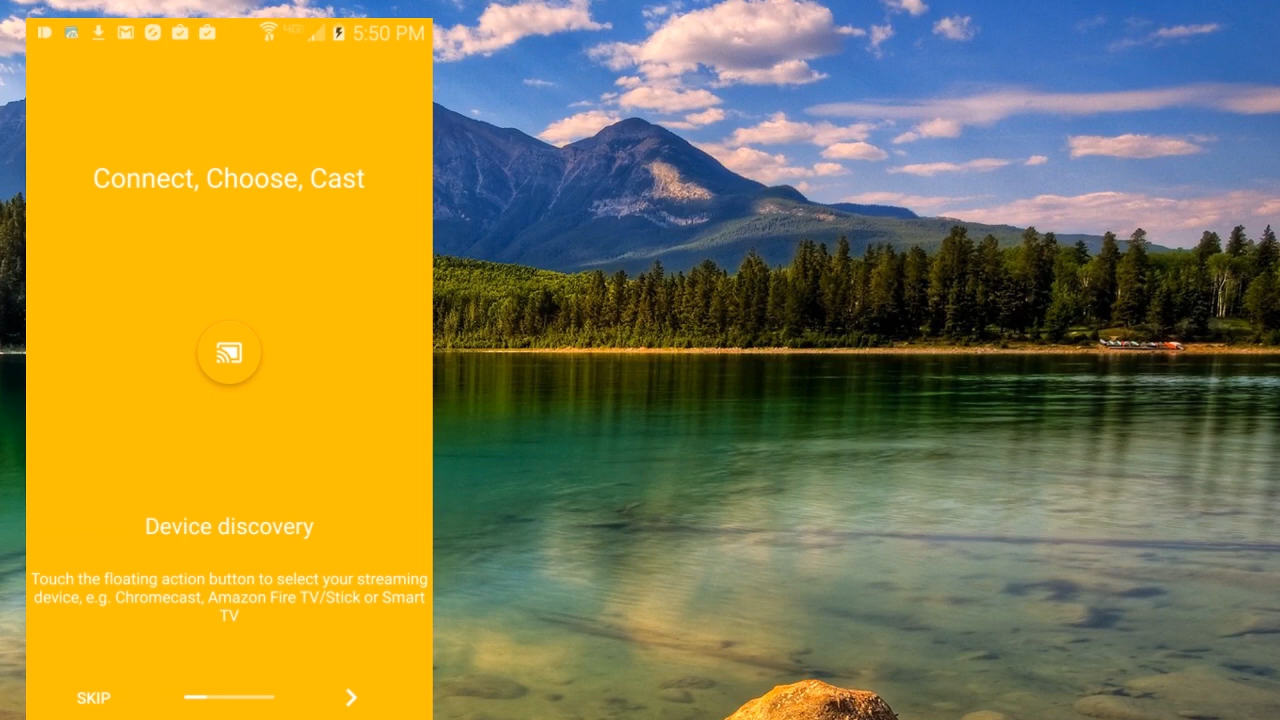 5:50 PM
Connect, Choose, Cast
Device discovery
Touch the floating action button to select your streaming
device, e.g. Chromecast, Amazon Fire TV/Stick or Smart
TV
SKIP